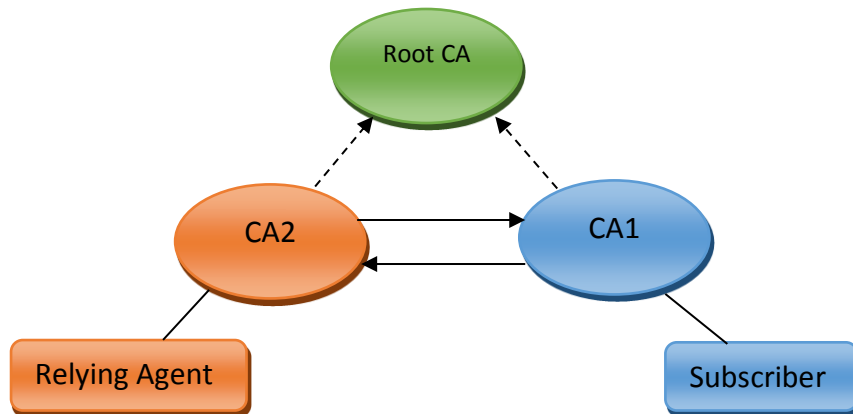 Root CA
CA2
CA1
Relying Agent
Subscriber